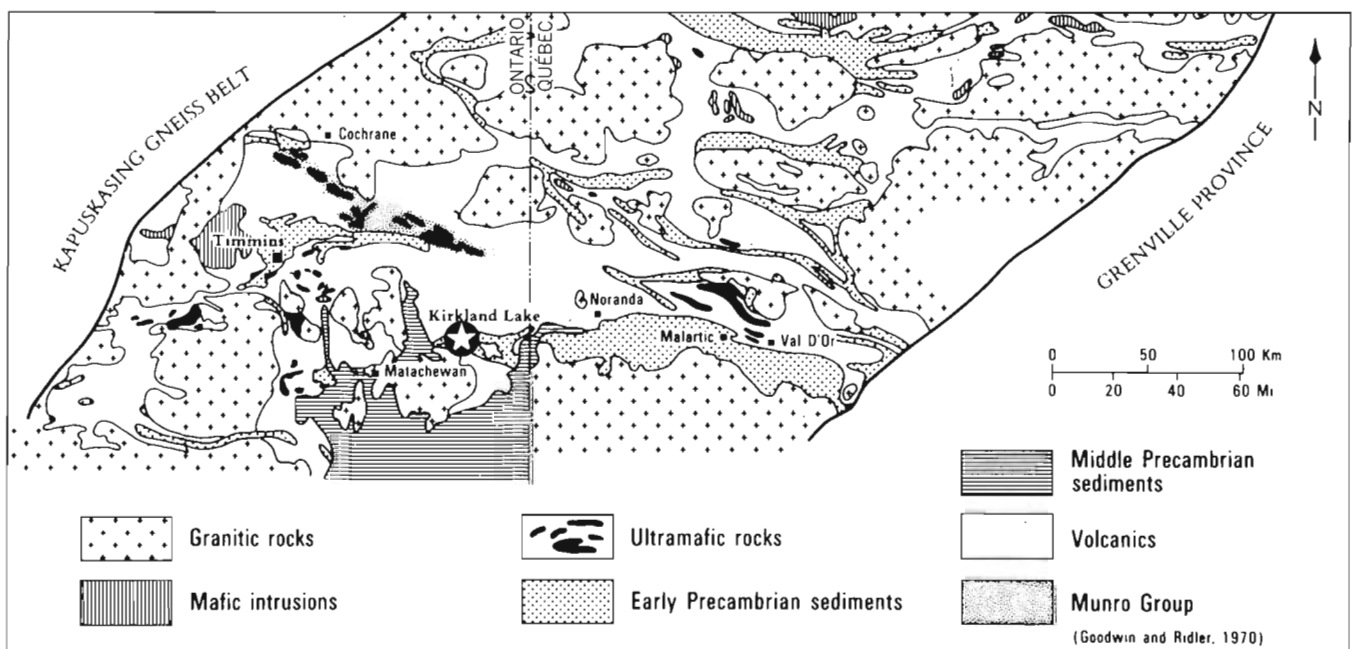 KAPUSKASING GNEISS BELT
ONTARIO
QUEBEC
N
GRENVILLE PROVINCE
Cochrane
Timmins
Kirkland Lake
Noranda
Malartic
Val D'Or
Matachewan
0 50 100 Km
0 20 40 60 Mi
Granitic rocks
Mafic intrusions
Ultramafic rocks
Early Precambrian sediments
Middle Precambrian
sediments
Volcanics
Munro Group
(Goodwin and Ridler, 1970)